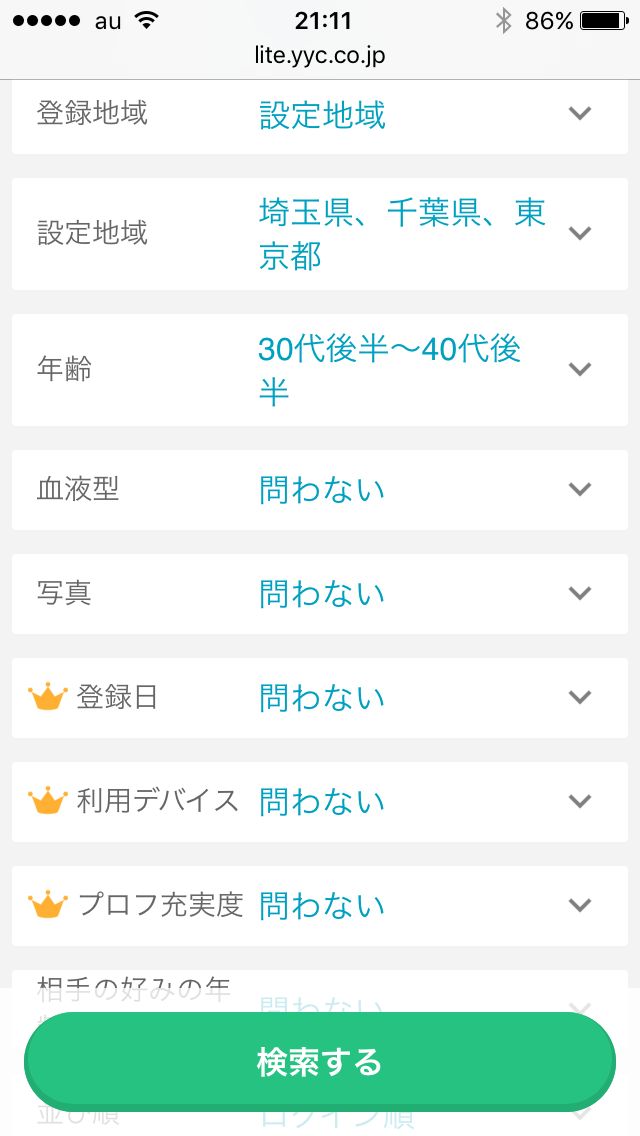 au 21:11 86%
lite.yyc.co.jp
登録地域 設定地域
設定地域 埼玉県、千葉県、東
京都
年齢 30代後半〜40代後
半
血液型 問わない
写真 問わない
登録日 問わない
利用デバイス 問わない
プロフ充実度 問わない
相手の好みの年
問わない
検索する
並び順 ログイン順